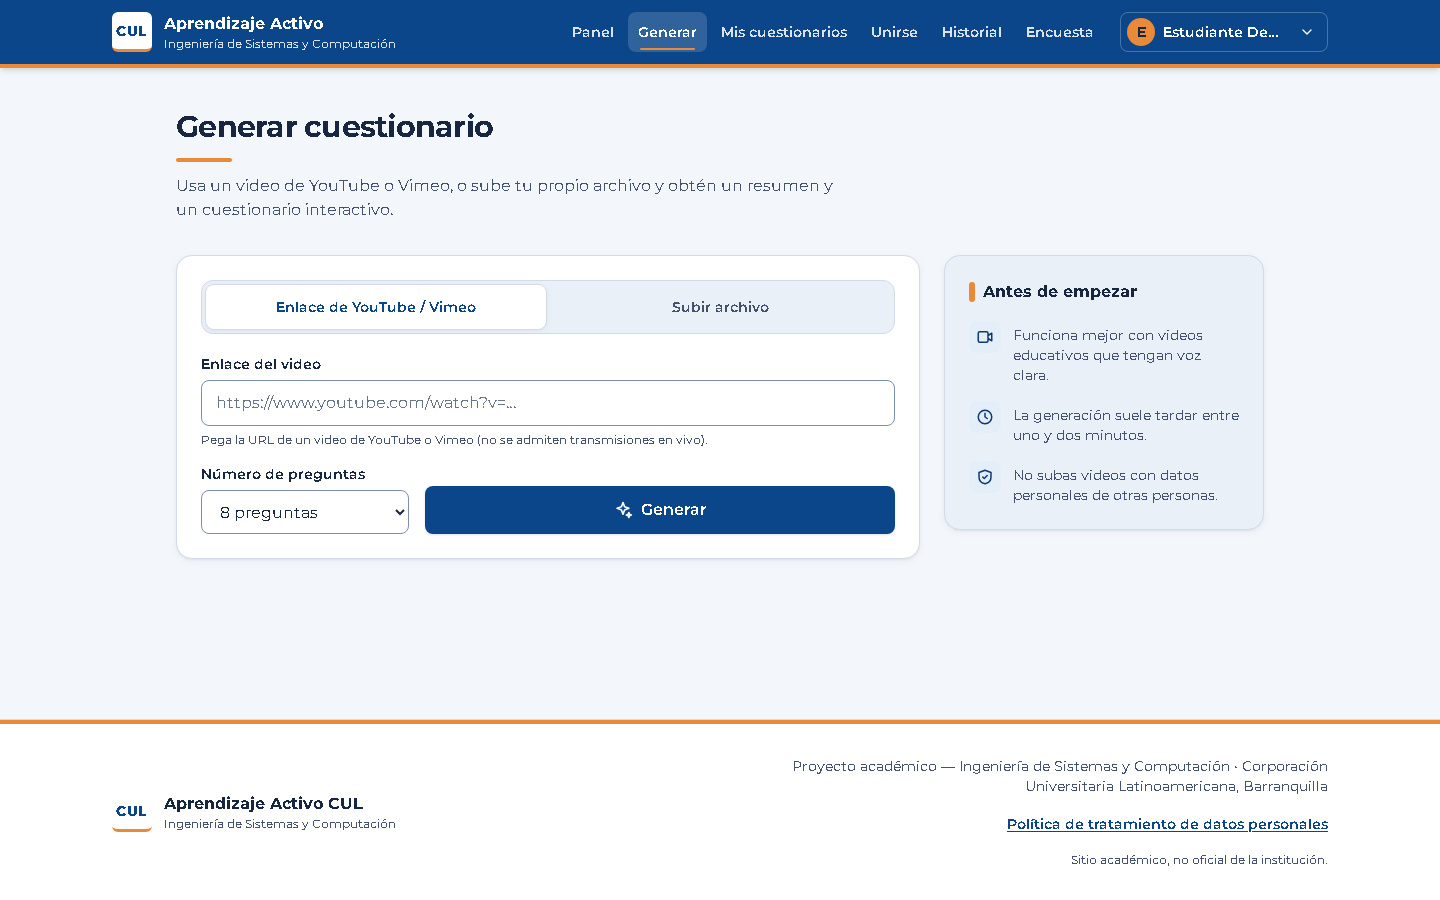 CUL
Aprendizaje Activo
Ingeniería de Sistemas y Computación
Panel
Generar
Mis cuestionarios
Unirse
Historial
Encuesta
E
Estudiante De...
Generar cuestionario
Usa un video de YouTube o Vimeo, o sube tu propio archivo y obtén un resumen y
un cuestionario interactivo.
Enlace de YouTube / Vimeo
Subir archivo
Enlace del video
https://www.youtube.com/watch?v=...
Pega la URL de un video de YouTube o Vimeo (no se admiten transmisiones en vivo).
Número de preguntas
8 preguntas
Generar
Antes de empezar
Funciona mejor con videos
educativos que tengan voz
clara.
La generación suele tardar entre
uno y dos minutos.
No subas videos con datos
personales de otras personas.
CUL
Aprendizaje Activo CUL
Ingeniería de Sistemas y Computación
Proyecto académico — Ingeniería de Sistemas y Computación · Corporación
Universitaria Latinoamericana, Barranquilla
Política de tratamiento de datos personales
Sitio académico, no oficial de la institución.